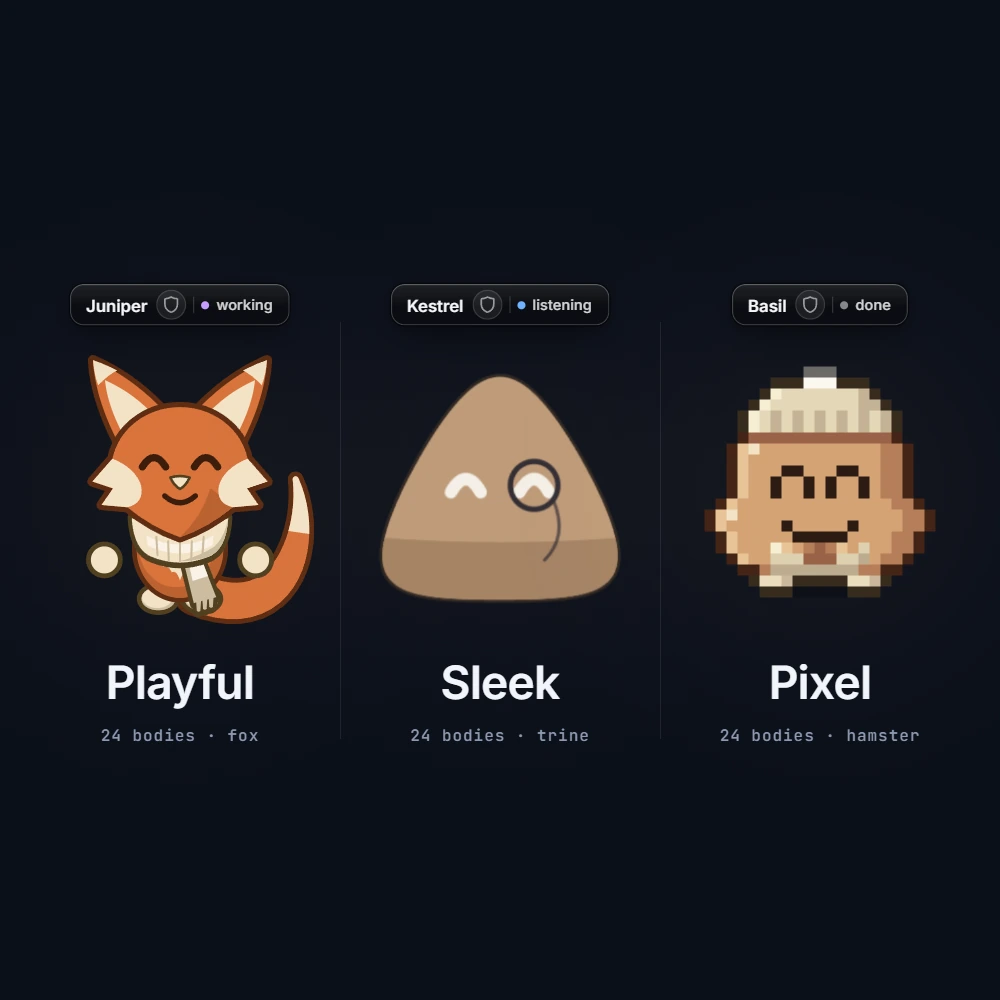 Juniper working
Kestrel listening
Basil done
Playful
Sleek
Pixel
24 bodies · fox
24 bodies · trine
24 bodies · hamster